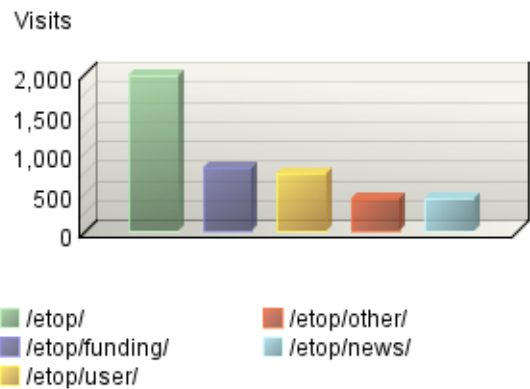 Visits
2,000
1,500
1,000
500
0
/etop/
/etop/other/
/etop/funding/
/etop/news/
/etop/user/